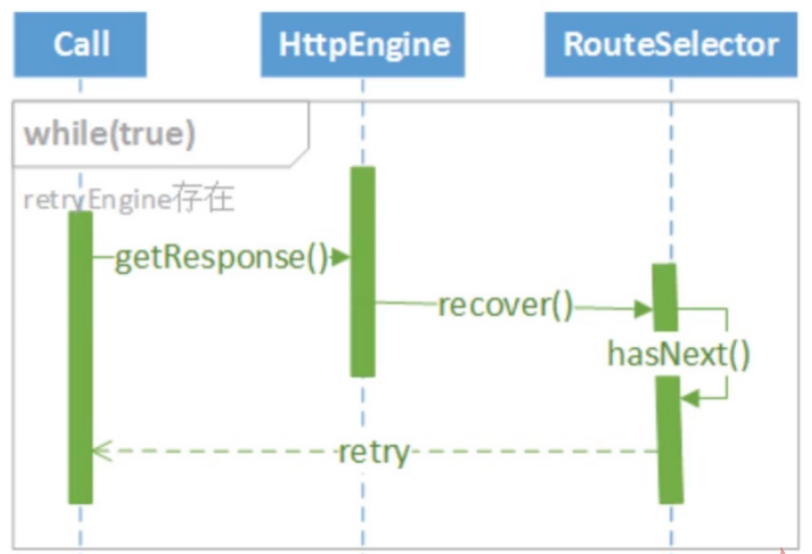 Call
HttpEngine
RouteSelector
while(true)
retryEngine存在
getResponse()
recover()
hasNext()
retry